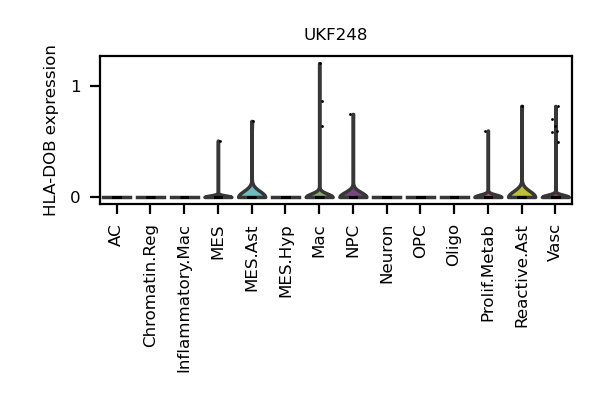 UKF248
HLA-DOB expression
1
0
AC
Chromatin.Reg
Inflammatory.Mac
MES
MES.Ast
MES.Hyp
Mac
NPC
Neuron
OPC
Oligo
Prolif.Metab
Reactive.Ast
Vasc